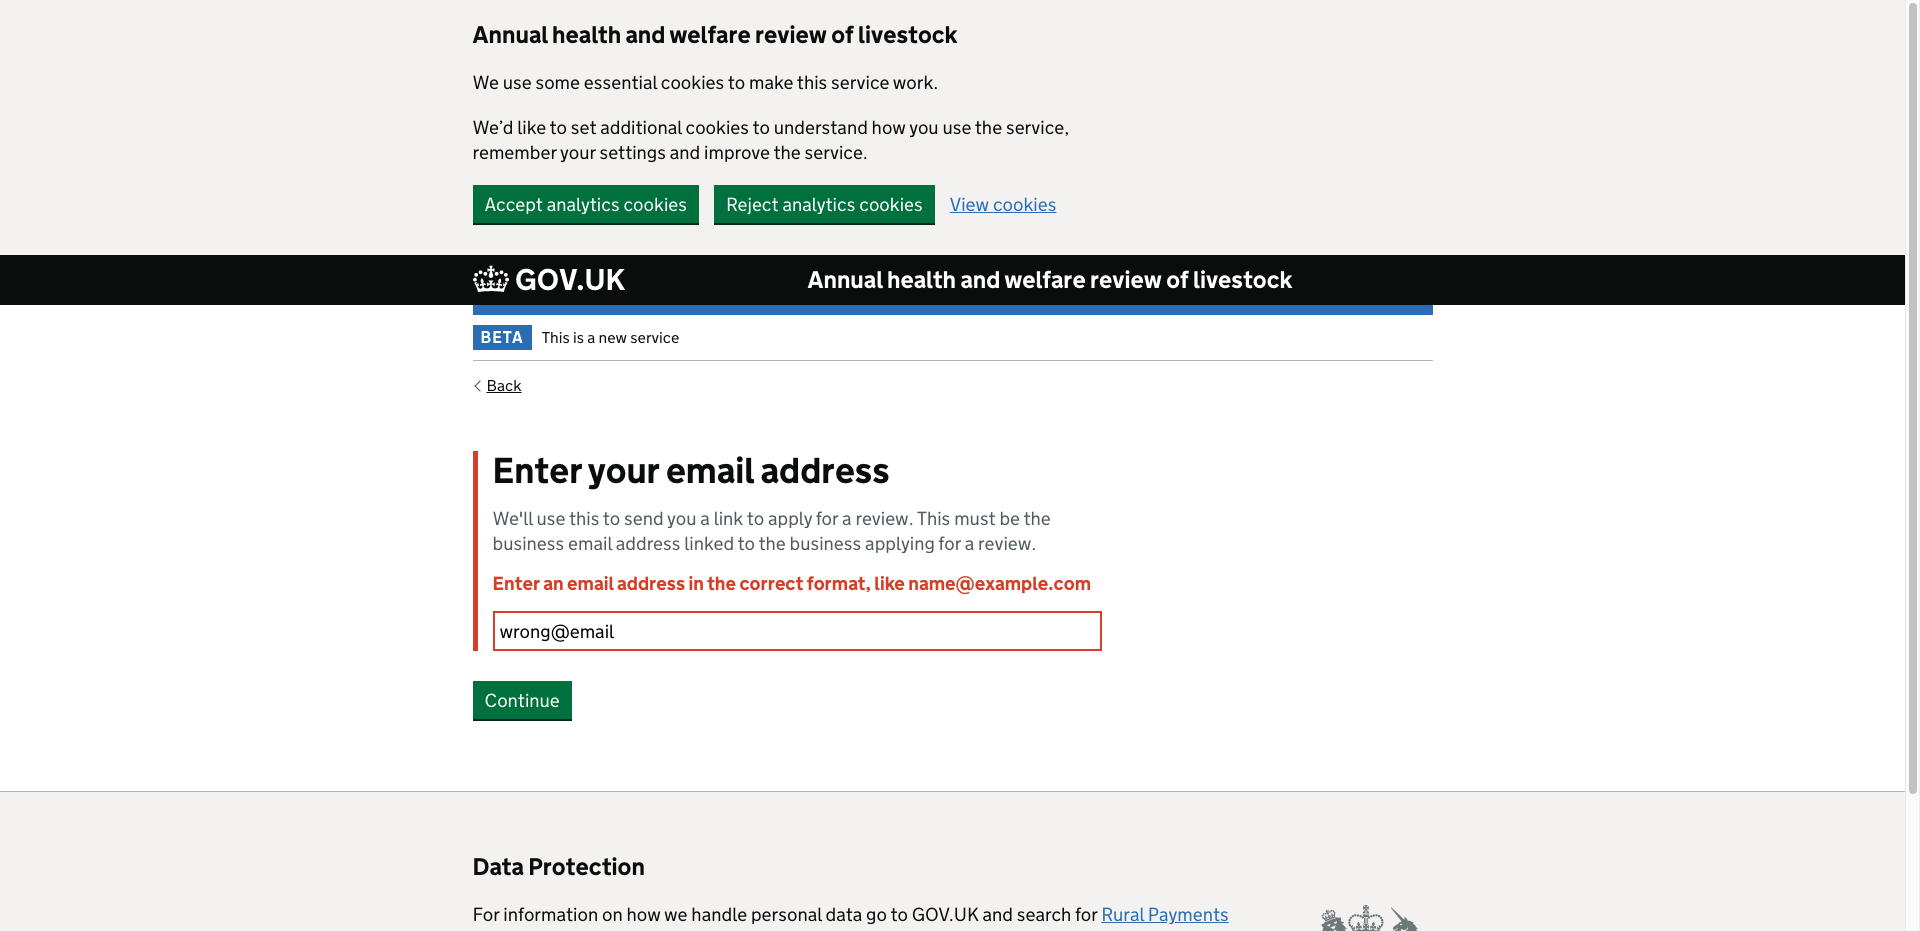 Annual health and welfare review of livestock
We use some essential cookies to make this service work.
We’d like to set additional cookies to understand how you use the service,
remember your settings and improve the service.
Accept analytics cookies Reject analytics cookies View cookies
GOV.UK Annual health and welfare review of livestock
BETA This is a new service
Back
Enter your email address
We'll use this to send you a link to apply for a review. This must be the
business email address linked to the business applying for a review.
Enter an email address in the correct format, like name@example.com
wrong@email
Continue
Data Protection
For information on how we handle personal data go to GOV.UK and search for Rural Payments